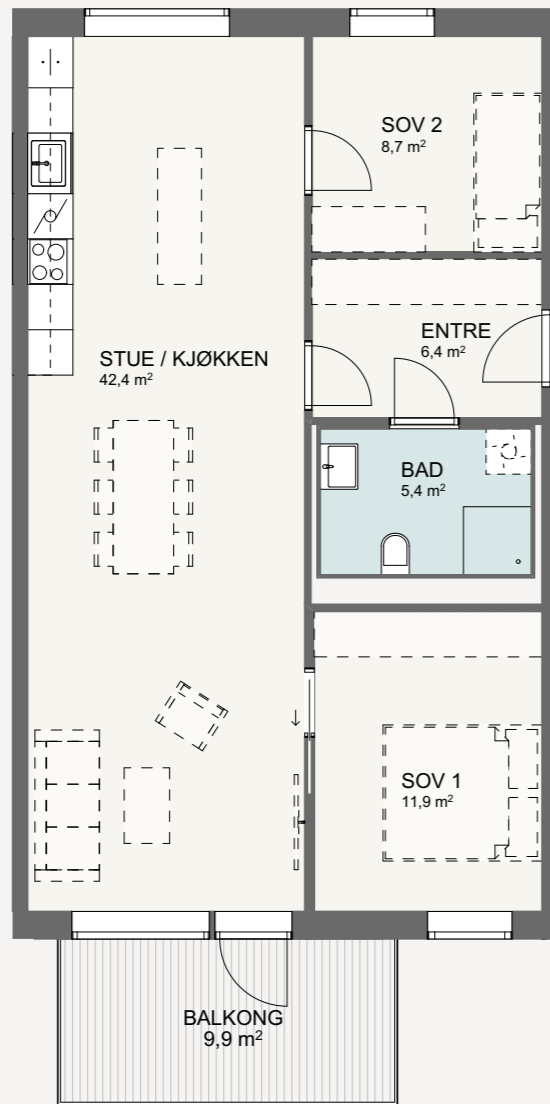 SOV 2
8,7 m²
ENTRE
6,4 m²
STUE / KJØKKEN
42,4 m²
BAD
5,4 m²
SOV 1
11,9 m²
BALKONG
9,9 m²